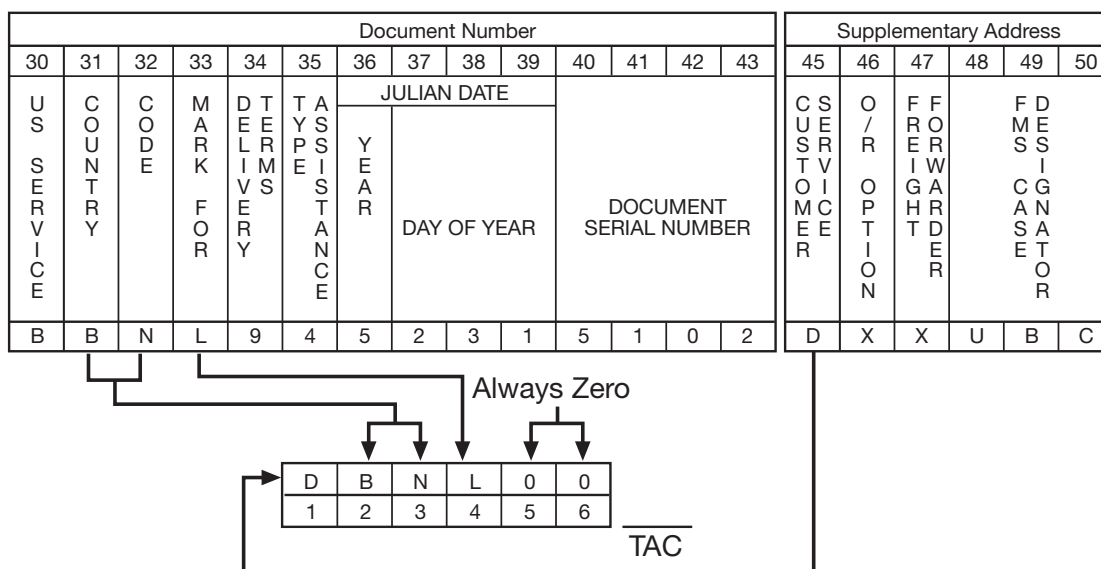 Document Number
Supplementary Address
30 31 32 33 34 35 36 37 38 39 40 41 42 43 45 46 47 48 49 50
US SERVICE
COUNTRY
CODE
MARK FOR
DELIVERY
TERMS
TYPE
ASSISTANCE
JULIAN DATE
YEAR
DAY OF YEAR
DOCUMENT
SERIAL NUMBER
CUSTOMER
SERVICE
O/R OPTION
FREIGHT
FORWARDER
FMS CASE
DESIGNATOR
B B N L 9 4 5 2 3 1 5 1 0 2 D X X U B C
Always Zero
D B N L 0 0
1 2 3 4 5 6
TAC